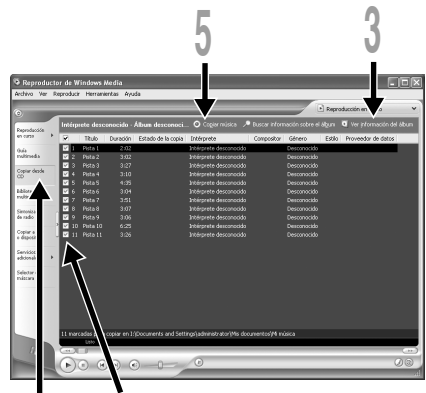 5
3
Reproductor de Windows Media
Archivo Ver Reproducir Herramientas Ayuda
Reproducción en
Intérprete desconocido - Álbum desconoci... Copiar música Buscar información sobre el álbum Ver información del álbum
Título Duración Estado de la copia Intérprete Compositor Género Estilo Proveedor de datos
1 Pista 1 2:02 Intérprete desconocido Desconocido
2 Pista 2 3:02 Intérprete desconocido Desconocido
3 Pista 3 3:27 Intérprete desconocido Desconocido
4 Pista 4 3:10 Intérprete desconocido Desconocido
5 Pista 5 4:35 Intérprete desconocido Desconocido
6 Pista 6 3:04 Intérprete desconocido Desconocido
7 Pista 7 3:51 Intérprete desconocido Desconocido
8 Pista 8 3:07 Intérprete desconocido Desconocido
9 Pista 9 3:06 Intérprete desconocido Desconocido
10 Pista 10 6:25 Intérprete desconocido Desconocido
11 Pista 11 3:26 Intérprete desconocido Desconocido
Reproducción
en curso
Guía
multimedia
Copiar desde
CD
Bibliote
multim
Sintoniza
de radio
Copiar a
o disposit
Servicios
adicional
Selector
máscara
11 marcadas para copiar en I:\Documents and Settings\administrator\Mis documentos\Mi música
Listo